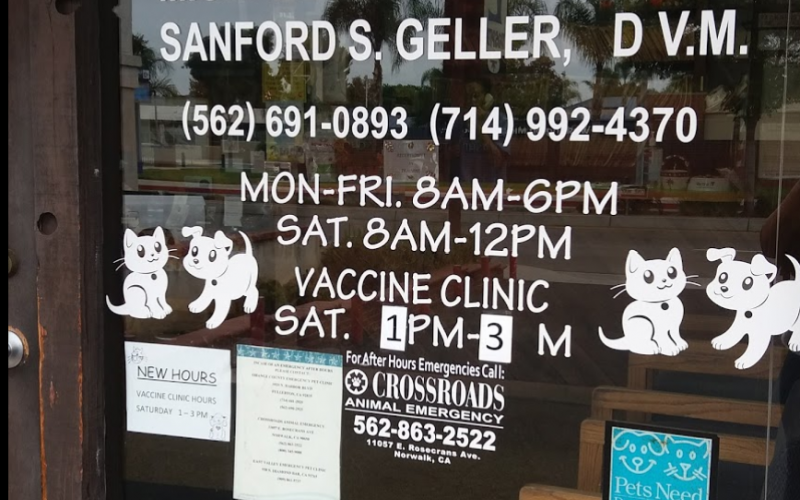 SANFORD S. GELLER, D V.M.
(562) 691-0893 (714) 992-4370
MON-FRI. 8AM-6PM
SAT. 8AM-12PM
VACCINE CLINIC
SAT. 1PM-3 M
NEW HOURS
VACCINE CLINIC HOURS
SATURDAY 1-3 PM
For After Hours Emergencies Call:
CROSSROADS
ANIMAL EMERGENCY
562-863-2522
11057 E. Rosecrans Ave.
Norwalk, CA
Pets Need